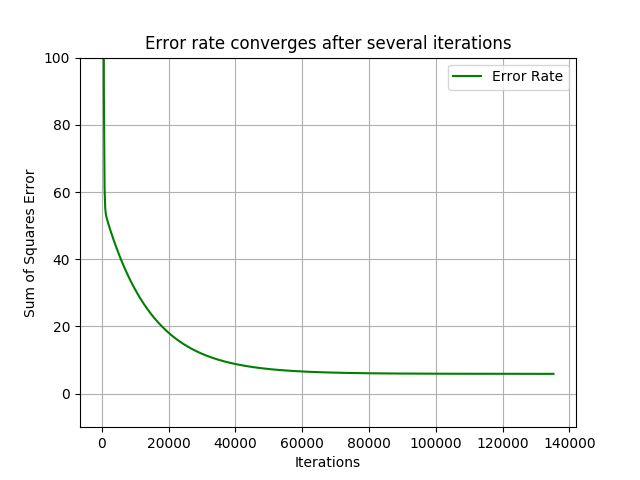 Error rate converges after several iterations
Error Rate
Sum of Squares Error
100
80
60
40
20
0
0 20000 40000 60000 80000 100000 120000 140000
Iterations